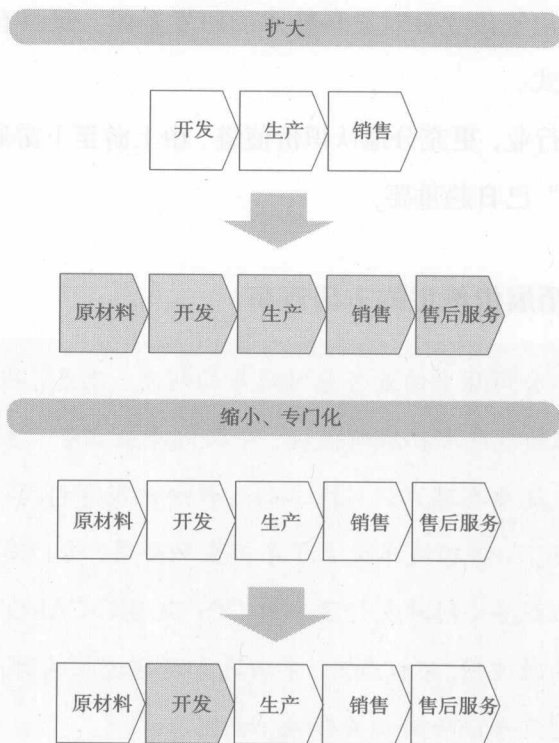 扩大
开发 生产 销售
原材料 开发 生产 销售 售后服务
缩小、专门化
原材料 开发 生产 销售 售后服务
原材料 开发 生产 销售 售后服务